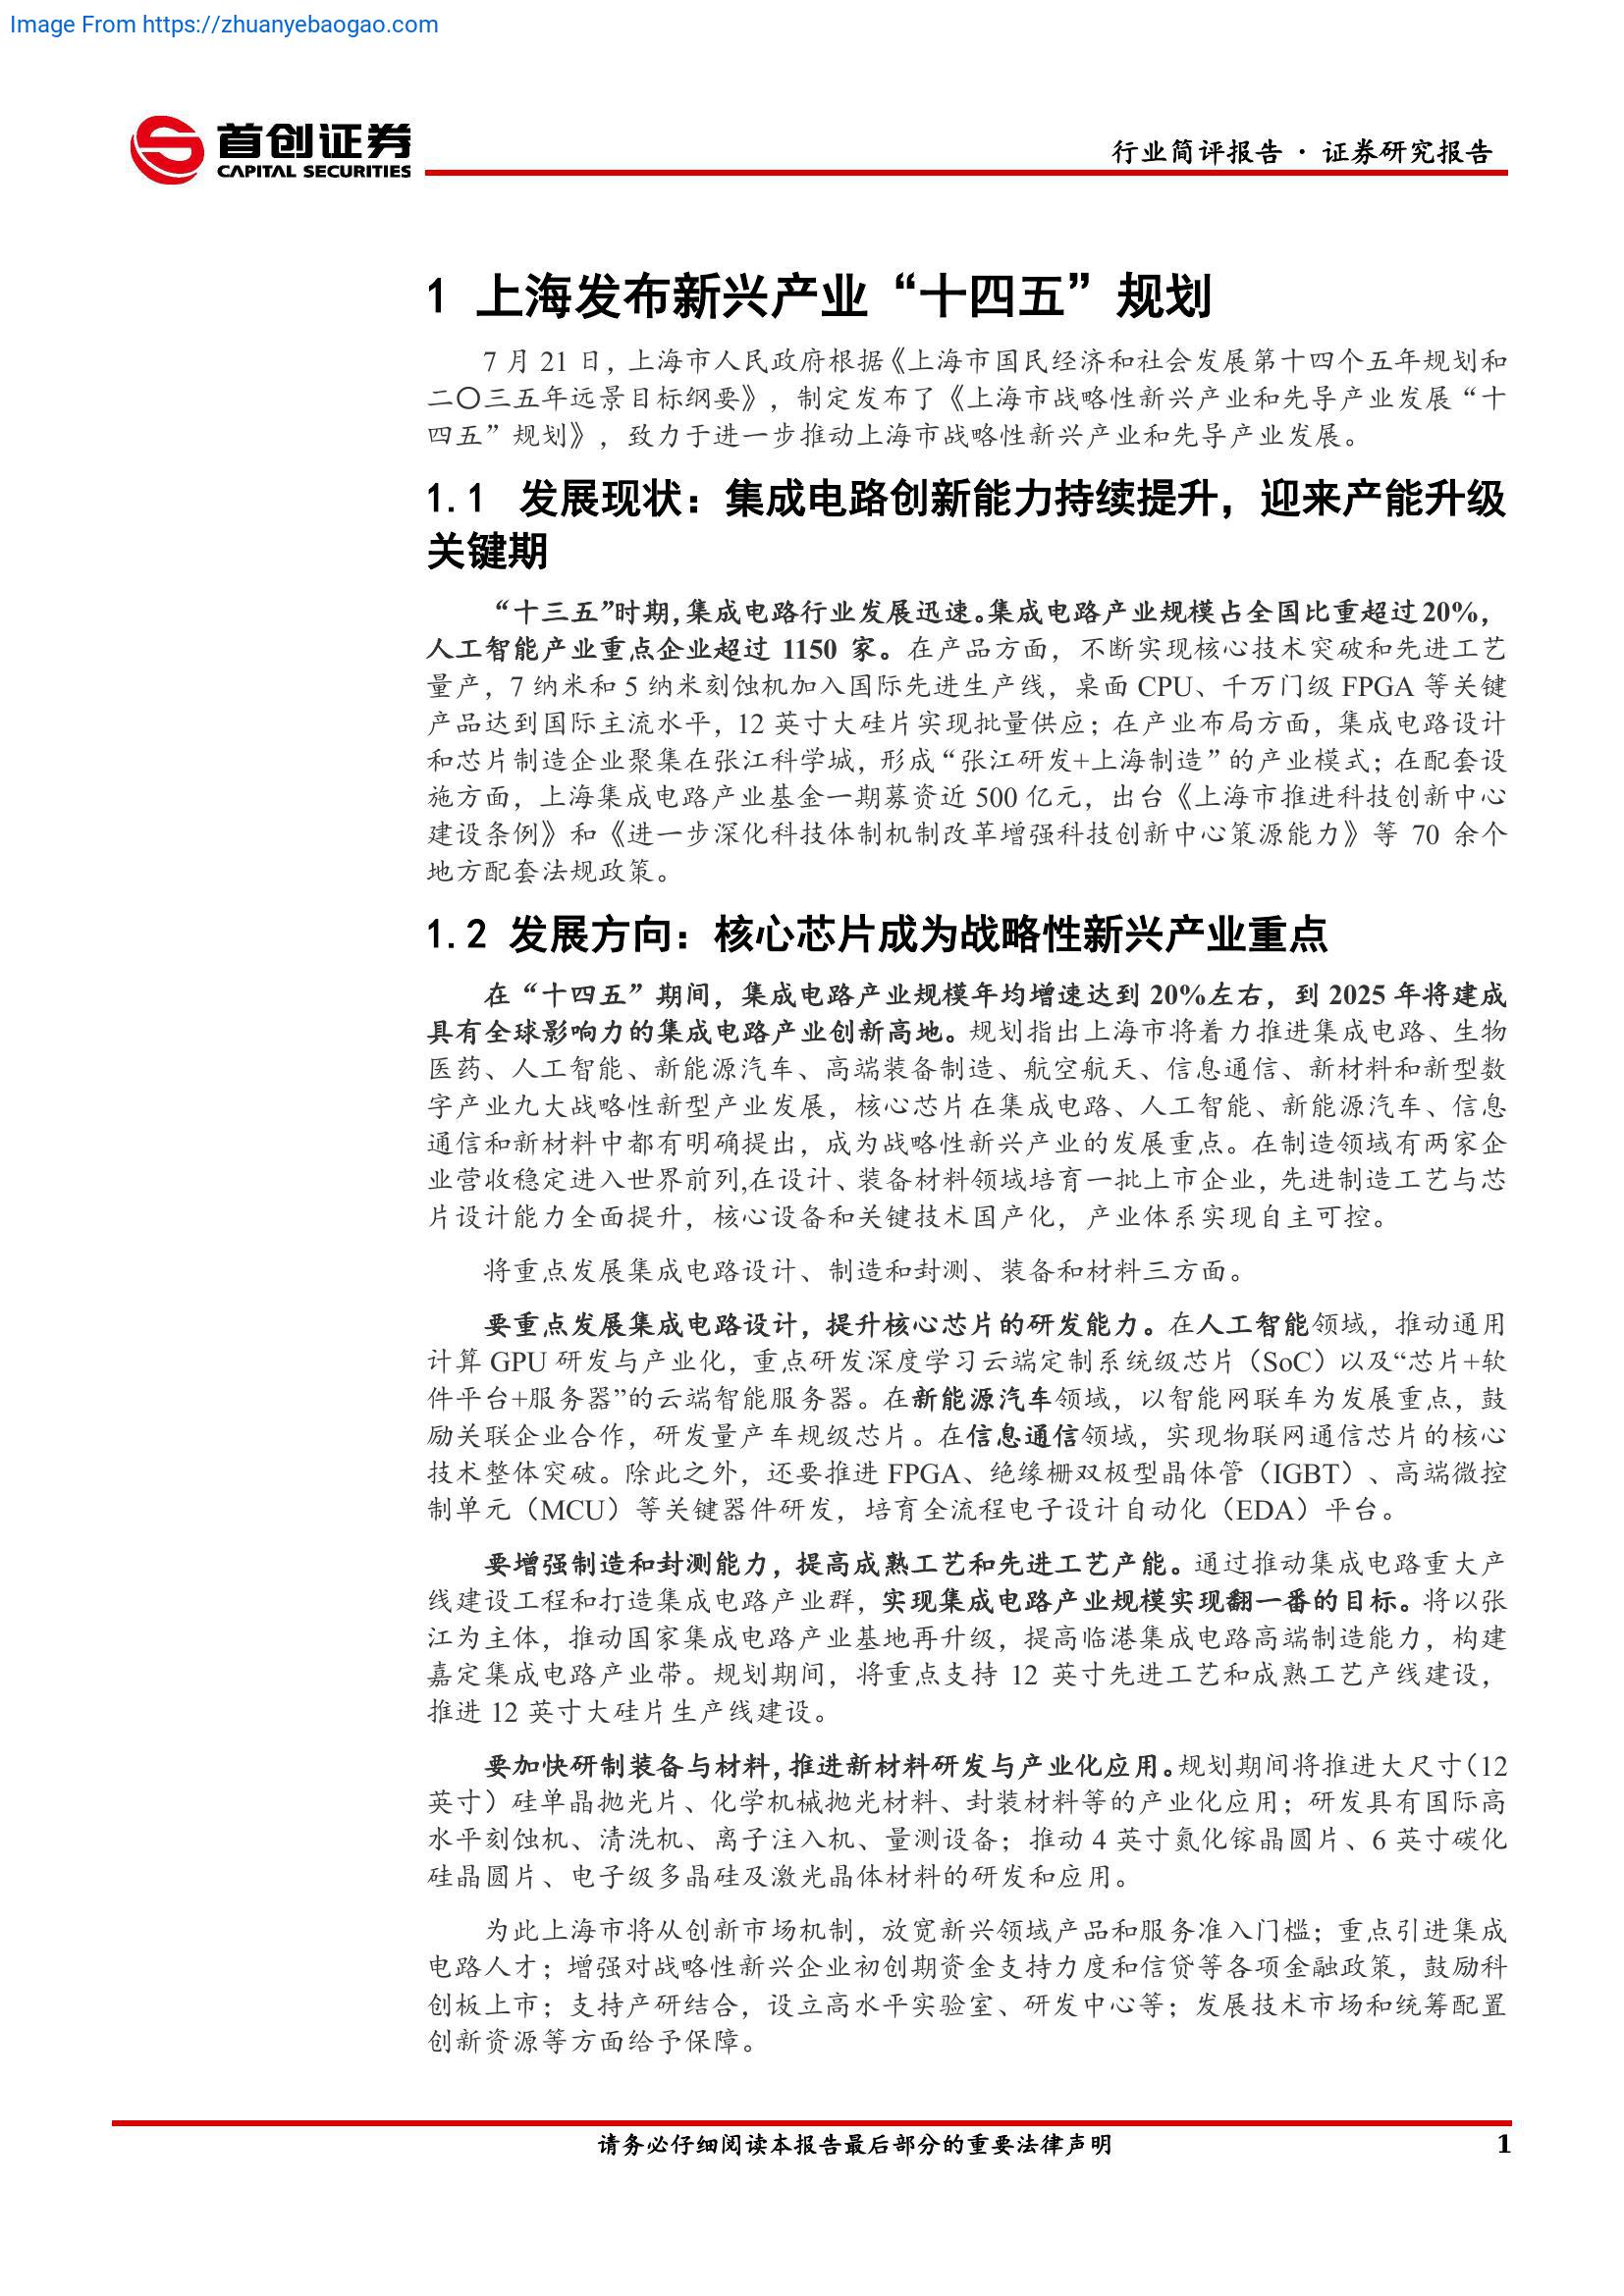 Image From https://zhuanyebaogao.com
首创证券
CAPITAL SECURITIES
行业简评报告 · 证券研究报告
1 上海发布新兴产业“十四五”规划
7 月 21 日，上海市人民政府根据《上海市国民经济和社会发展第十四个五年规划和
二〇三五年远景目标纲要》，制定发布了《上海市战略性新兴产业和先导产业发展“十
四五”规划》，致力于进一步推动上海市战略性新兴产业和先导产业发展。
1.1 发展现状：集成电路创新能力持续提升，迎来产能升级
关键期
“十三五”时期，集成电路行业发展迅速。集成电路产业规模占全国比重超过 20%，
人工智能产业重点企业超过 1150 家。在产品方面，不断实现核心技术突破和先进工艺
量产，7 纳米和 5 纳米刻蚀机加入国际先进生产线，桌面 CPU、千万门级 FPGA 等关键
产品达到国际主流水平，12 英寸大硅片实现批量供应；在产业布局方面，集成电路设计
和芯片制造企业聚集在张江科学城，形成“张江研发+上海制造”的产业模式；在配套设
施方面，上海集成电路产业基金一期募资近 500 亿元，出台《上海市推进科技创新中心
建设条例》和《进一步深化科技体制机制改革增强科技创新中心策源能力》等 70 余个
地方配套法规政策。
1.2 发展方向：核心芯片成为战略性新兴产业重点
在“十四五”期间，集成电路产业规模年均增速达到 20%左右，到 2025 年将建成
具有全球影响力的集成电路产业创新高地。规划指出上海市将着力推进集成电路、生物
医药、人工智能、新能源汽车、高端装备制造、航空航天、信息通信、新材料和新型数
字产业九大战略性新型产业发展，核心芯片在集成电路、人工智能、新能源汽车、信息
通信和新材料中都有明确提出，成为战略性新兴产业的发展重点。在制造领域有两家企
业营收稳定进入世界前列,在设计、装备材料领域培育一批上市企业，先进制造工艺与芯
片设计能力全面提升，核心设备和关键技术国产化，产业体系实现自主可控。
将重点发展集成电路设计、制造和封测、装备和材料三方面。
要重点发展集成电路设计，提升核心芯片的研发能力。在人工智能领域，推动通用
计算 GPU 研发与产业化，重点研发深度学习云端定制系统级芯片（SoC）以及“芯片+软
件平台+服务器”的云端智能服务器。在新能源汽车领域，以智能网联车为发展重点，鼓
励关联企业合作，研发量产车规级芯片。在信息通信领域，实现物联网通信芯片的核心
技术整体突破。除此之外，还要推进 FPGA、绝缘栅双极型晶体管（IGBT）、高端微控
制单元（MCU）等关键器件研发，培育全流程电子设计自动化（EDA）平台。
要增强制造和封测能力，提高成熟工艺和先进工艺产能。通过推动集成电路重大产
线建设工程和打造集成电路产业群，实现集成电路产业规模实现翻一番的目标。将以张
江为主体，推动国家集成电路产业基地再升级，提高临港集成电路高端制造能力，构建
嘉定集成电路产业带。规划期间，将重点支持 12 英寸先进工艺和成熟工艺产线建设，
推进 12 英寸大硅片生产线建设。
要加快研制装备与材料，推进新材料研发与产业化应用。规划期间将推进大尺寸（12
英寸）硅单晶抛光片、化学机械抛光材料、封装材料等的产业化应用；研发具有国际高
水平刻蚀机、清洗机、离子注入机、量测设备；推动 4 英寸氮化镓晶圆片、6 英寸碳化
硅晶圆片、电子级多晶硅及激光晶体材料的研发和应用。
为此上海市将从创新市场机制，放宽新兴领域产品和服务准入门槛；重点引进集成
电路人才；增强对战略性新兴企业初创期资金支持力度和信贷等各项金融政策，鼓励科
创板上市；支持产研结合，设立高水平实验室、研发中心等；发展技术市场和统筹配置
创新资源等方面给予保障。
请务必仔细阅读本报告最后部分的重要法律声明
1